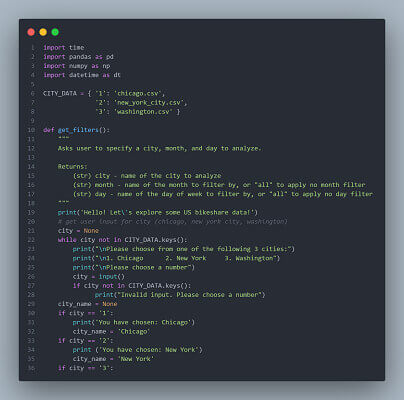 1 import time
2 import pandas as pd
3 import numpy as np
4 import datetime as dt
5
6 CITY_DATA = { '1': 'chicago.csv',
7 '2': 'new_york_city.csv',
8 '3': 'washington.csv' }
9
10 def get_filters():
11 """
12 Asks user to specify a city, month, and day to analyze.
13
14 Returns:
15 (str) city - name of the city to analyze
16 (str) month - name of the month to filter by, or "all" to apply no month filter
17 (str) day - name of the day of week to filter by, or "all" to apply no day filter
18 """
19 print('Hello! Let\'s explore some US bikeshare data!')
20 # get user input for city (chicago, new york city, washington)
21 city = None
22 while city not in CITY_DATA.keys():
23 print("\nPlease choose from one of the following 3 cities:")
24 print("\n1. Chicago 2. New York 3. Washington")
25 print("\nPlease choose a number")
26 city = input()
27 if city not in CITY_DATA.keys():
28 print("Invalid input. Please choose a number")
29 city_name = None
30 if city == '1':
31 print('You have chosen: Chicago')
32 city_name = 'Chicago'
33 if city == '2':
34 print ('You have chosen: New York')
35 city_name = 'New York'
36 if city == '3':